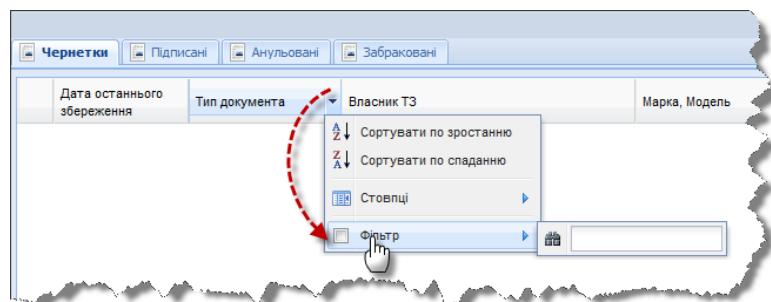 Чернетки Підписані Анульовані Забраковані
Дата останнього збереження Тип документа Власник ТЗ Марка, Модель
Сортувати по зростанню
Сортувати по спаданню
Стовпці
Фільтр